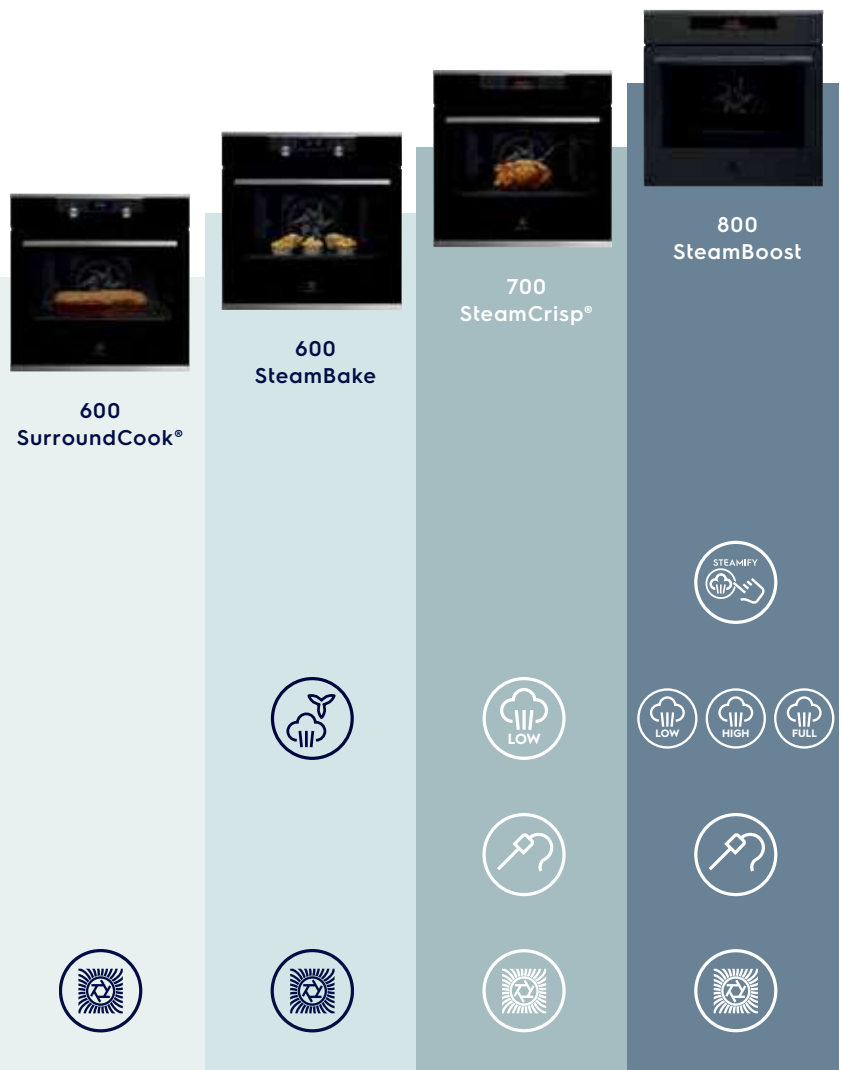 800
SteamBoost
700
SteamCrisp®
600
SteamBake
600
SurroundCook®
STEAMIFY
LOW
LOW
HIGH
FULL